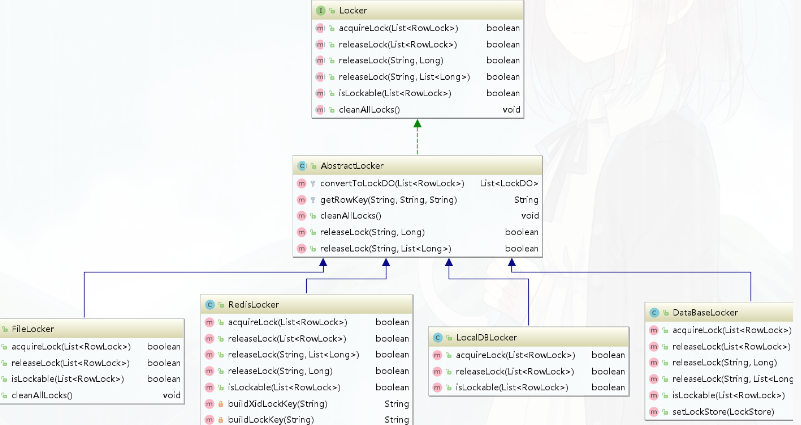 Locker
acquireLock(List<RowLock>) boolean
releaseLock(List<RowLock>) boolean
releaseLock(String, Long) boolean
releaseLock(String, List<Long>) boolean
isLockable(List<RowLock>) boolean
cleanAllLocks() void
AbstractLocker
convertToLockDO(List<RowLock>) List<LockDO>
getRowKey(String, String, String) String
cleanAllLocks() void
releaseLock(String, Long) boolean
releaseLock(String, List<Long>) boolean
FileLocker
acquireLock(List<RowLock>) boolean
releaseLock(List<RowLock>) boolean
isLockable(List<RowLock>) boolean
cleanAllLocks() void
RedisLocker
acquireLock(List<RowLock>) boolean
releaseLock(List<RowLock>) boolean
releaseLock(String, List<Long>) boolean
releaseLock(String, Long) boolean
isLockable(List<RowLock>) boolean
buildXidLockKey(String) String
buildLockKey(String) String
LocalDBLocker
acquireLock(List<RowLock>) boolean
releaseLock(List<RowLock>) boolean
isLockable(List<RowLock>) boolean
DataBaseLocker
acquireLock(List<RowLock>)
releaseLock(List<RowLock>)
releaseLock(String, Long)
releaseLock(String, List<Long
isLockable(List<RowLock>)
setLockStore(LockStore)